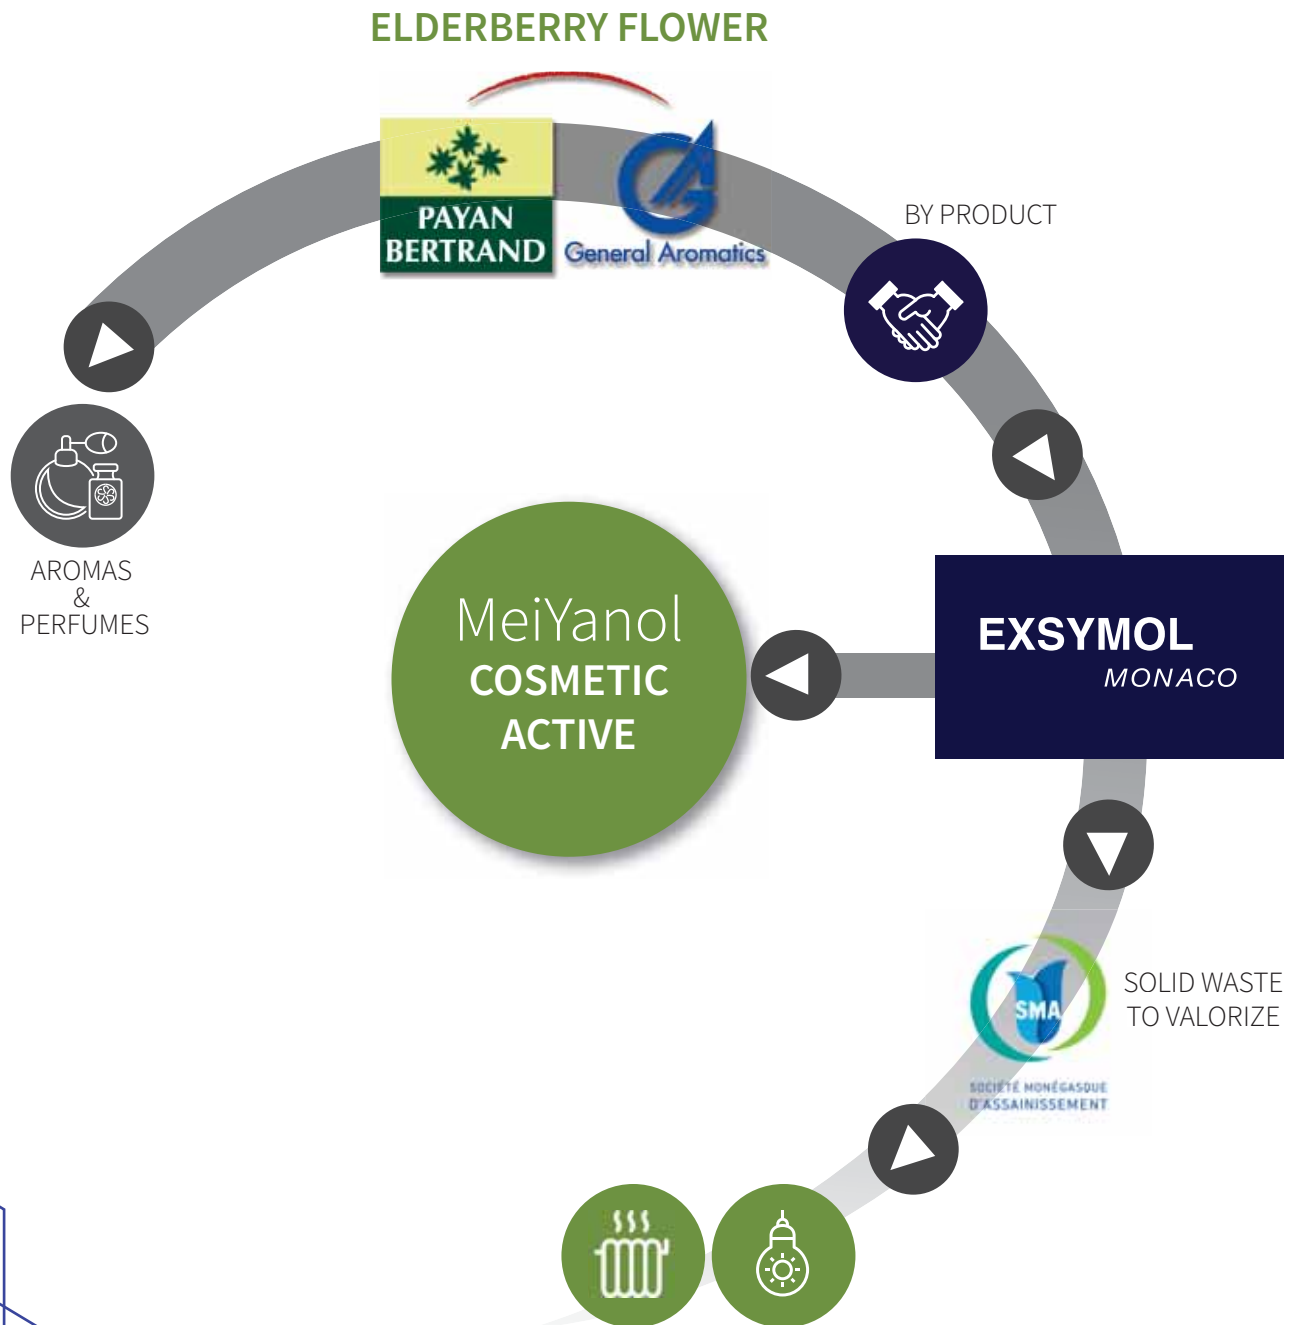 ELDERBERRY FLOWER
PAYAN
BERTRAND
General Aromatics
BY PRODUCT
AROMAS
&
PERFUMES
MeiYanol
COSMETIC
ACTIVE
EXSYMOL
MONACO
SMA
SOCIÉTÉ MONÉGASQUE
D'ASSAINISSEMENT
SOLID WASTE
TO VALORIZE